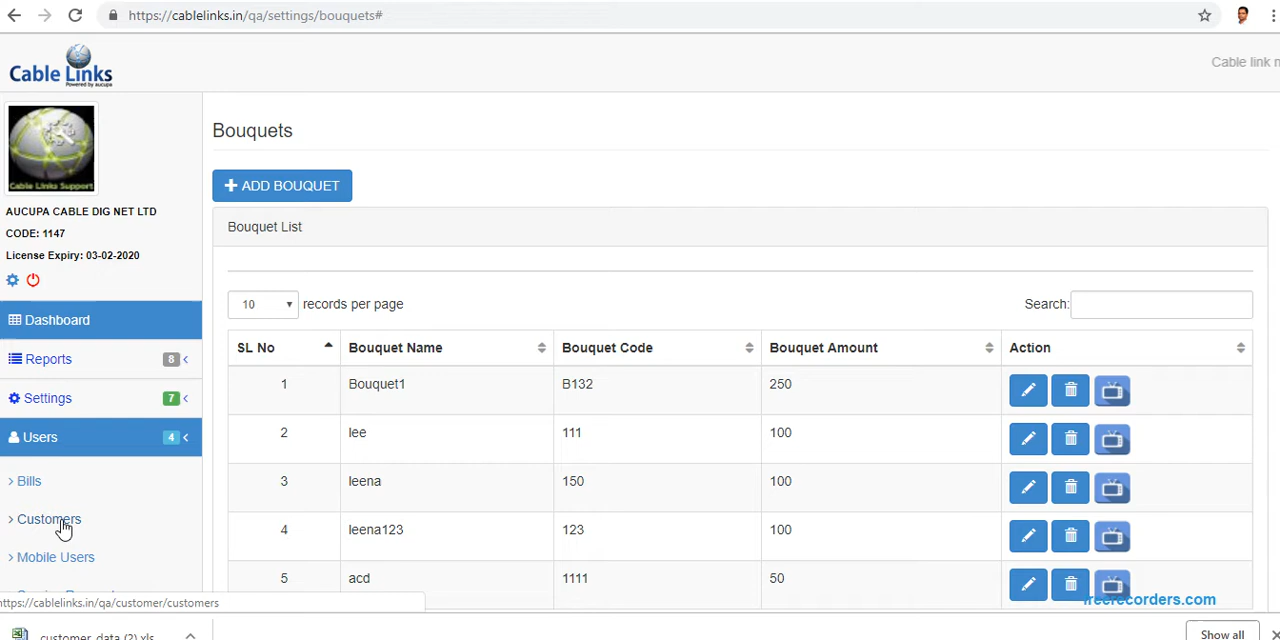 https://cablelinks.in/qa/settings/bouquets#
Cable Links
Powered by aucupa
Cable link n
Cable Links Support
AUCUPA CABLE DIG NET LTD
CODE: 1147
License Expiry: 03-02-2020
Dashboard
Reports 8
Settings 7
Users 4
> Bills
> Customers
> Mobile Users
https://cablelinks.in/qa/customer/customers
Bouquets
+ ADD BOUQUET
Bouquet List
10 records per page
Search:
SL No Bouquet Name Bouquet Code Bouquet Amount Action
1 Bouquet1 B132 250
2 lee 111 100
3 leena 150 100
4 leena123 123 100
5 acd 1111 50
freerecorders.com
customer_data (2).xls
Show all